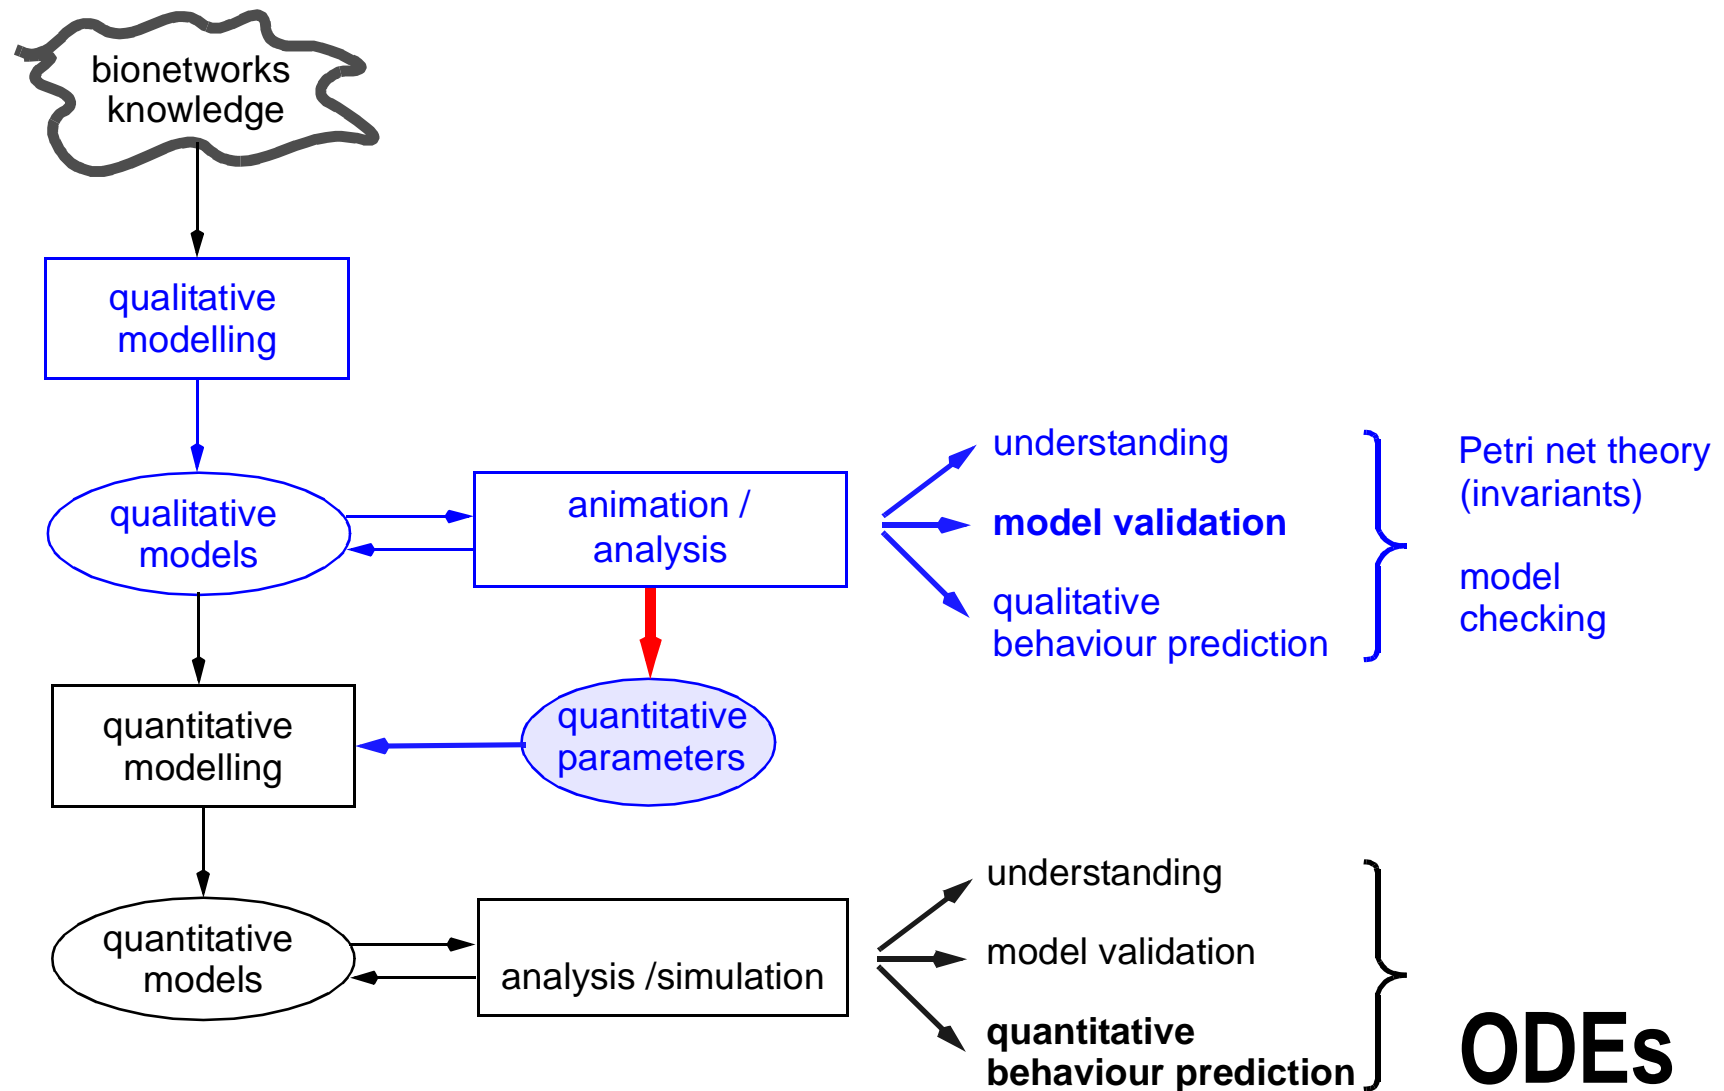 bionetworks
knowledge
qualitative
modelling
qualitative
models
animation /
analysis
understanding
model validation
qualitative
behaviour prediction
Petri net theory
(invariants)
model
checking
quantitative
modelling
quantitative
parameters
quantitative
models
analysis /simulation
understanding
model validation
quantitative
behaviour prediction
ODEs